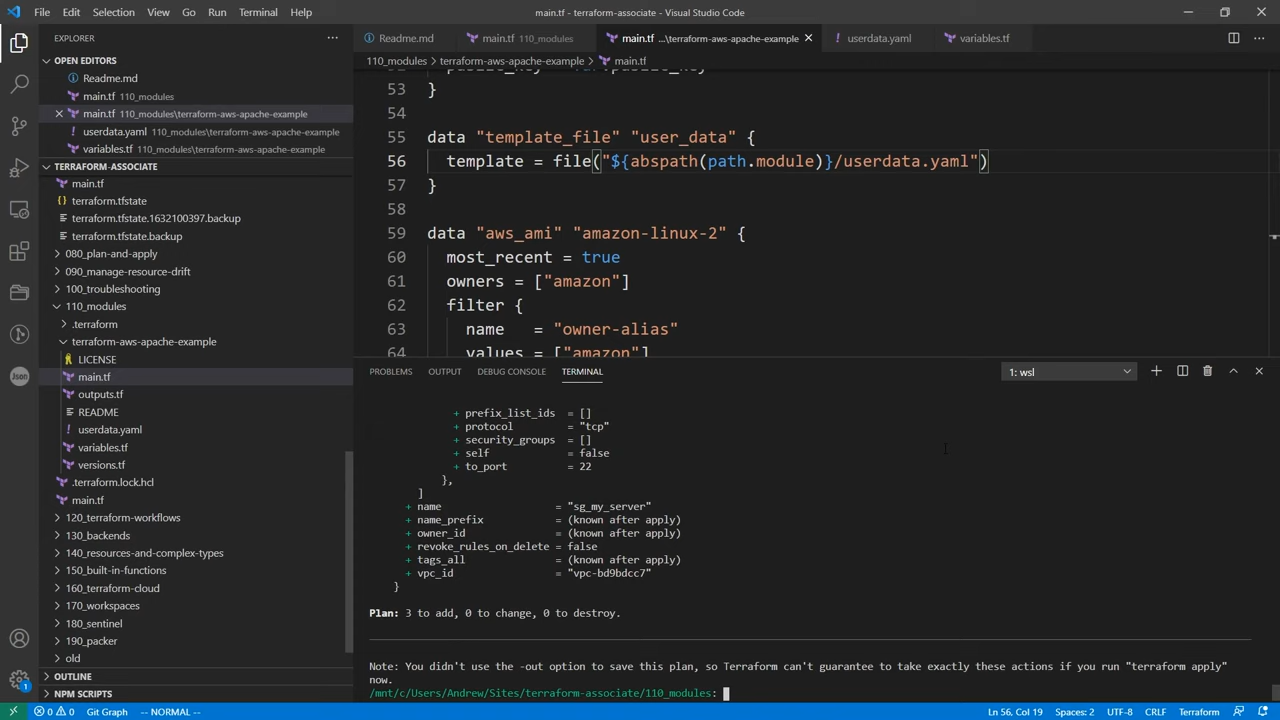 File Edit Selection View Go Run Terminal Help
main.tf - terraform-associate - Visual Studio Code
EXPLORER
OPEN EDITORS
Readme.md
main.tf 110_modules
main.tf 110_modules\terraform-aws-apache-example
userdata.yaml 110_modules\terraform-aws-apache-example
variables.tf 110_modules\terraform-aws-apache-example
TERRAFORM-ASSOCIATE
main.tf
terraform.tfstate
terraform.tfstate.1632100397.backup
terraform.tfstate.backup
080_plan-and-apply
090_manage-resource-drift
100_troubleshooting
110_modules
.terraform
terraform-aws-apache-example
LICENSE
main.tf
outputs.tf
README
userdata.yaml
variables.tf
versions.tf
.terraform.lock.hcl
main.tf
120_terraform-workflows
130_backends
140_resources-and-complex-types
150_built-in-functions
160_terraform-cloud
170_workspaces
180_sentinel
190_packer
old
OUTLINE
NPM SCRIPTS
Readme.md main.tf 110_modules main.tf ...\terraform-aws-apache-example userdata.yaml variables.tf
110_modules > terraform-aws-apache-example > main.tf
53 }
54
55 data "template_file" "user_data" {
56 template = file("${abspath(path.module)}/userdata.yaml")
57 }
58
59 data "aws_ami" "amazon-linux-2" {
60 most_recent = true
61 owners = ["amazon"]
62 filter {
63 name = "owner-alias"
64 values = ["amazon"]
PROBLEMS OUTPUT DEBUG CONSOLE TERMINAL 1: wsl
+ prefix_list_ids = []
+ protocol = "tcp"
+ security_groups = []
+ self = false
+ to_port = 22
},
]
+ name = "sg_my_server"
+ name_prefix = (known after apply)
+ owner_id = (known after apply)
+ revoke_rules_on_delete = false
+ tags_all = (known after apply)
+ vpc_id = "vpc-bd9bdcc7"
}
Plan: 3 to add, 0 to change, 0 to destroy.
Note: You didn't use the -out option to save this plan, so Terraform can't guarantee to take exactly these actions if you run "terraform apply"
now.
/mnt/c/Users/Andrew/Sites/terraform-associate/110_modules:
0 0 Git Graph -- NORMAL -- Ln 56, Col 19 Spaces: 2 UTF-8 CRLF Terraform